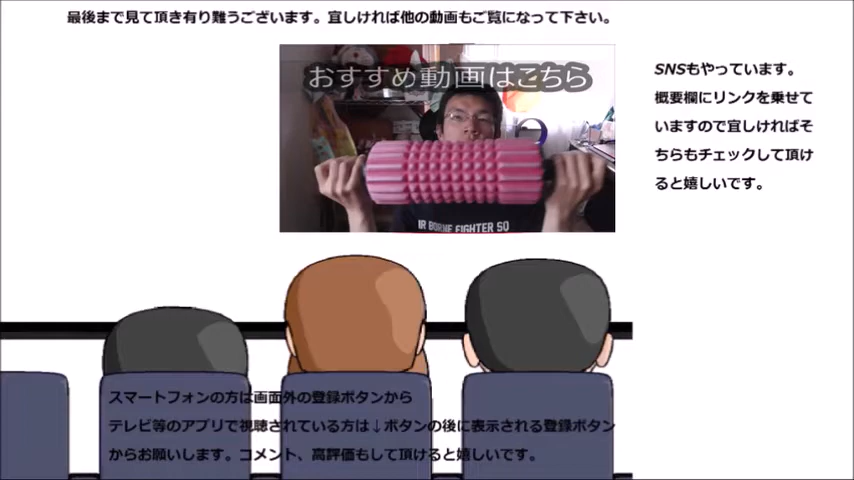 最後まで見て頂き有り難うございます。宜しければ他の動画もご覧になって下さい。
おすすめ動画はこちら
IR BORNE FIGHTER SO
SNSもやっています。
概要欄にリンクを乗せて
いますので宜しければそ
ちらもチェックして頂け
ると嬉しいです。
スマートフォンの方は画面外の登録ボタンから
テレビ等のアプリで視聴されている方は↓ボタンの後に表示される登録ボタン
からお願いします。コメント、高評価もして頂けると嬉しいです。